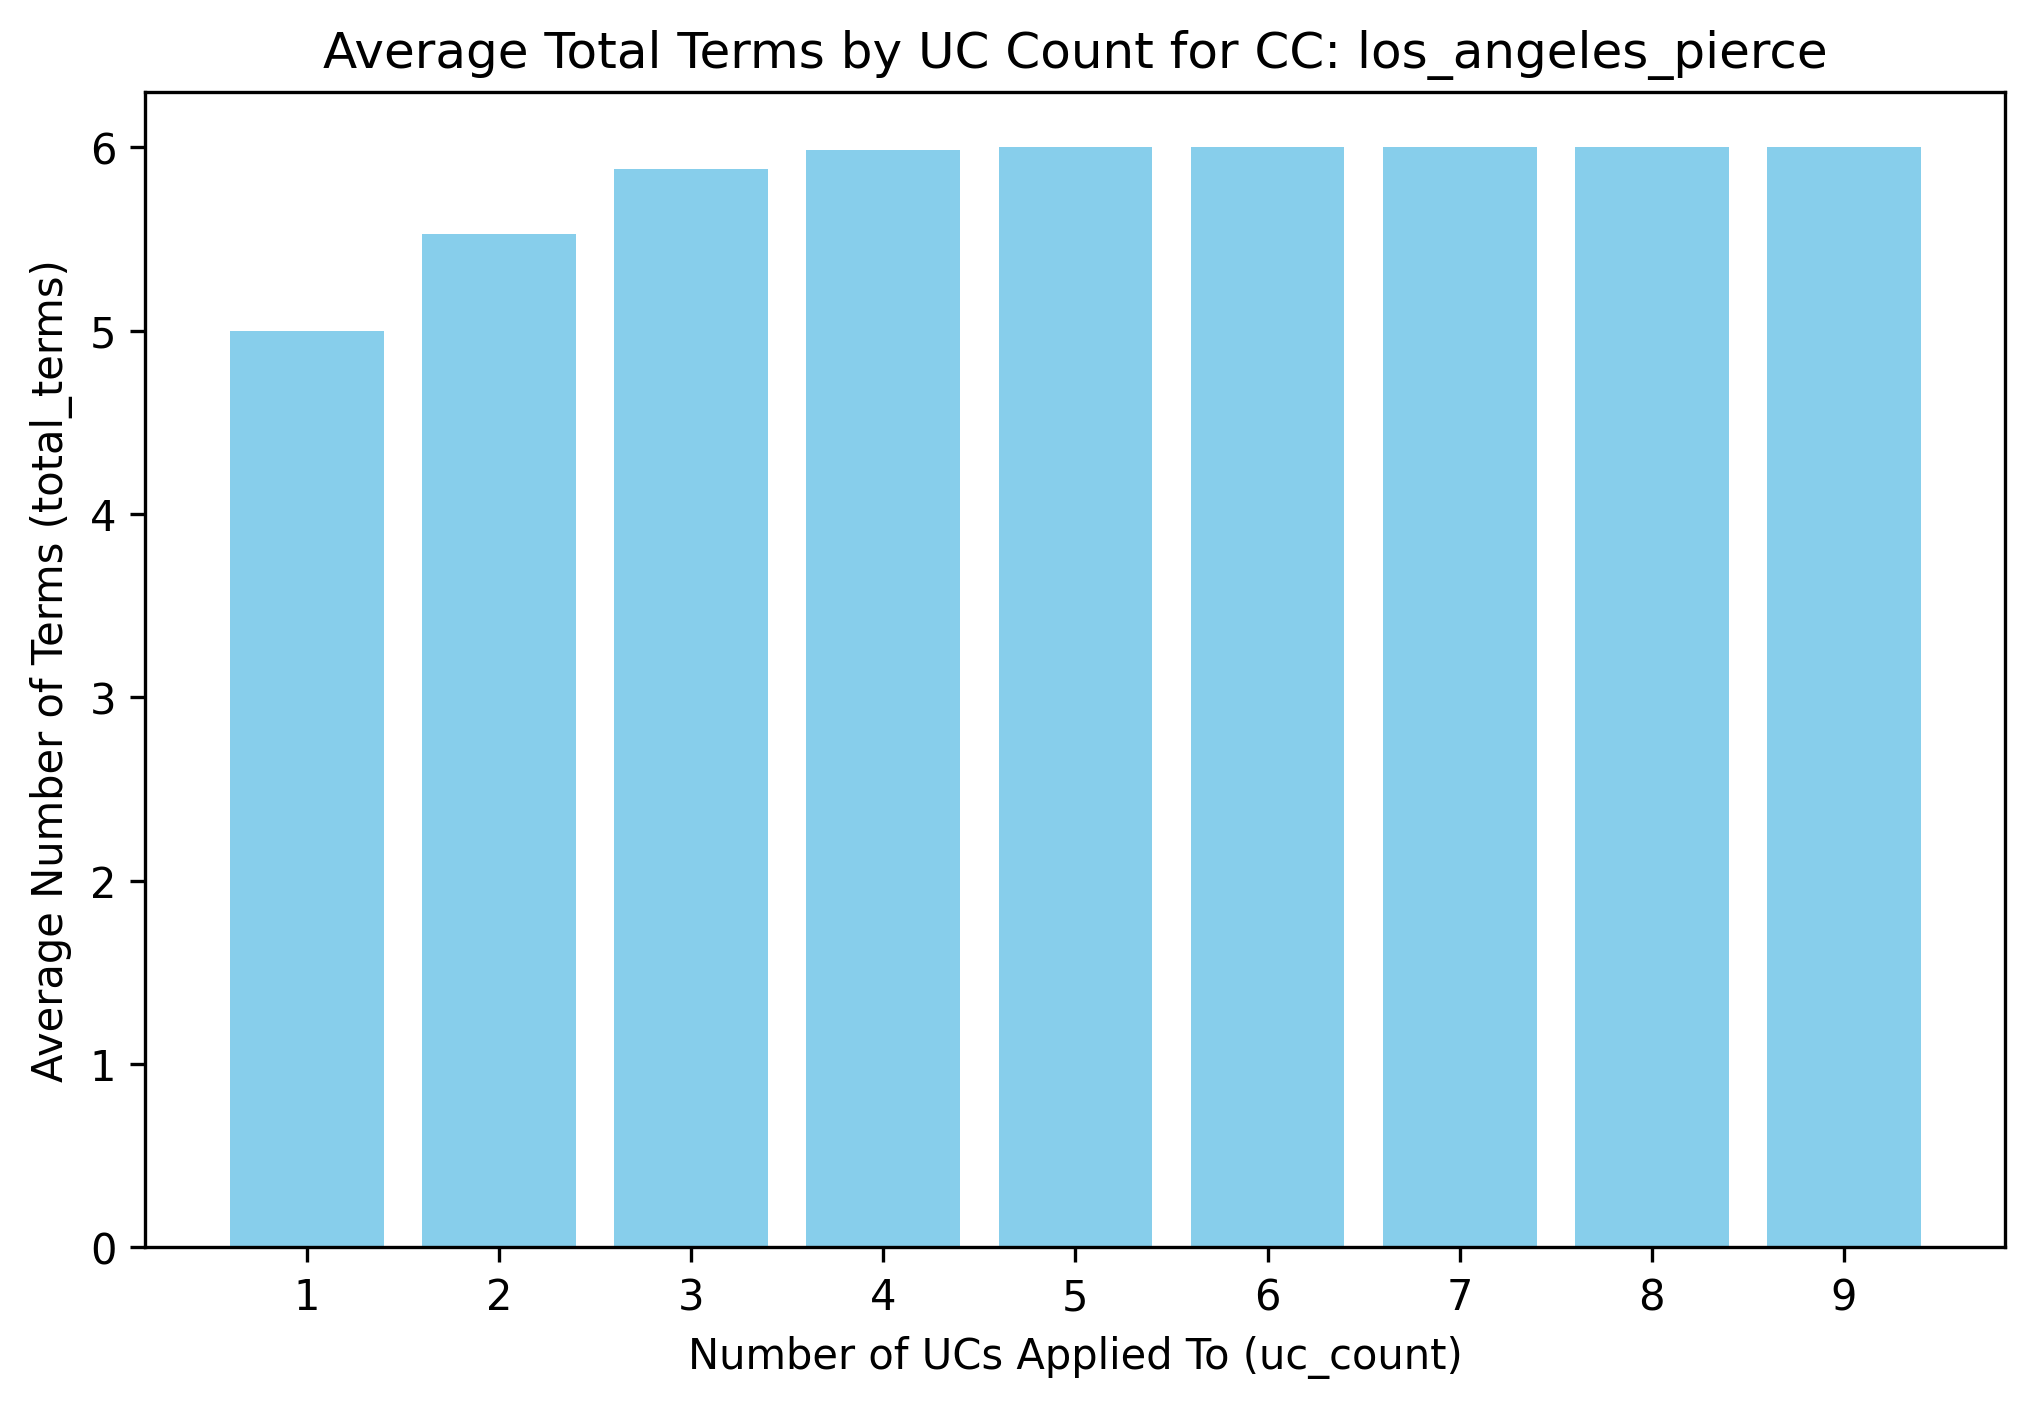 Average Total Terms by UC Count for CC: los_angeles_pierce
Average Number of Terms (total_terms)
6
5
4
3
2
1
0
1 2 3 4 5 6 7 8 9
Number of UCs Applied To (uc_count)